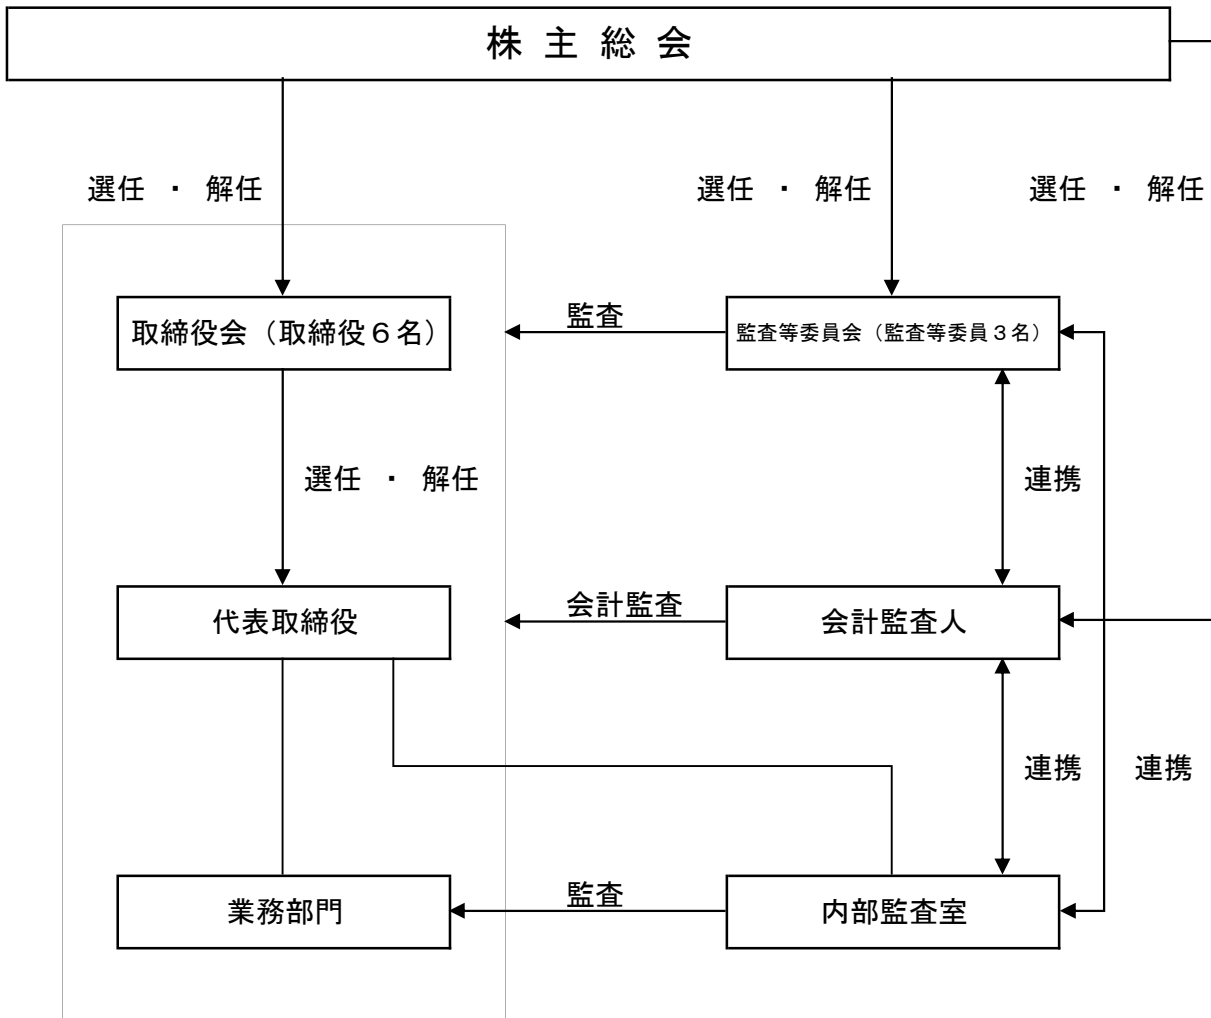 株 主 総 会
選任 ・ 解任
選任 ・ 解任
選任 ・ 解任
取締役会（取締役６名）
監査
監査等委員会（監査等委員３名）
選任 ・ 解任
連携
代表取締役
会計監査
会計監査人
連携
連携
業務部門
監査
内部監査室